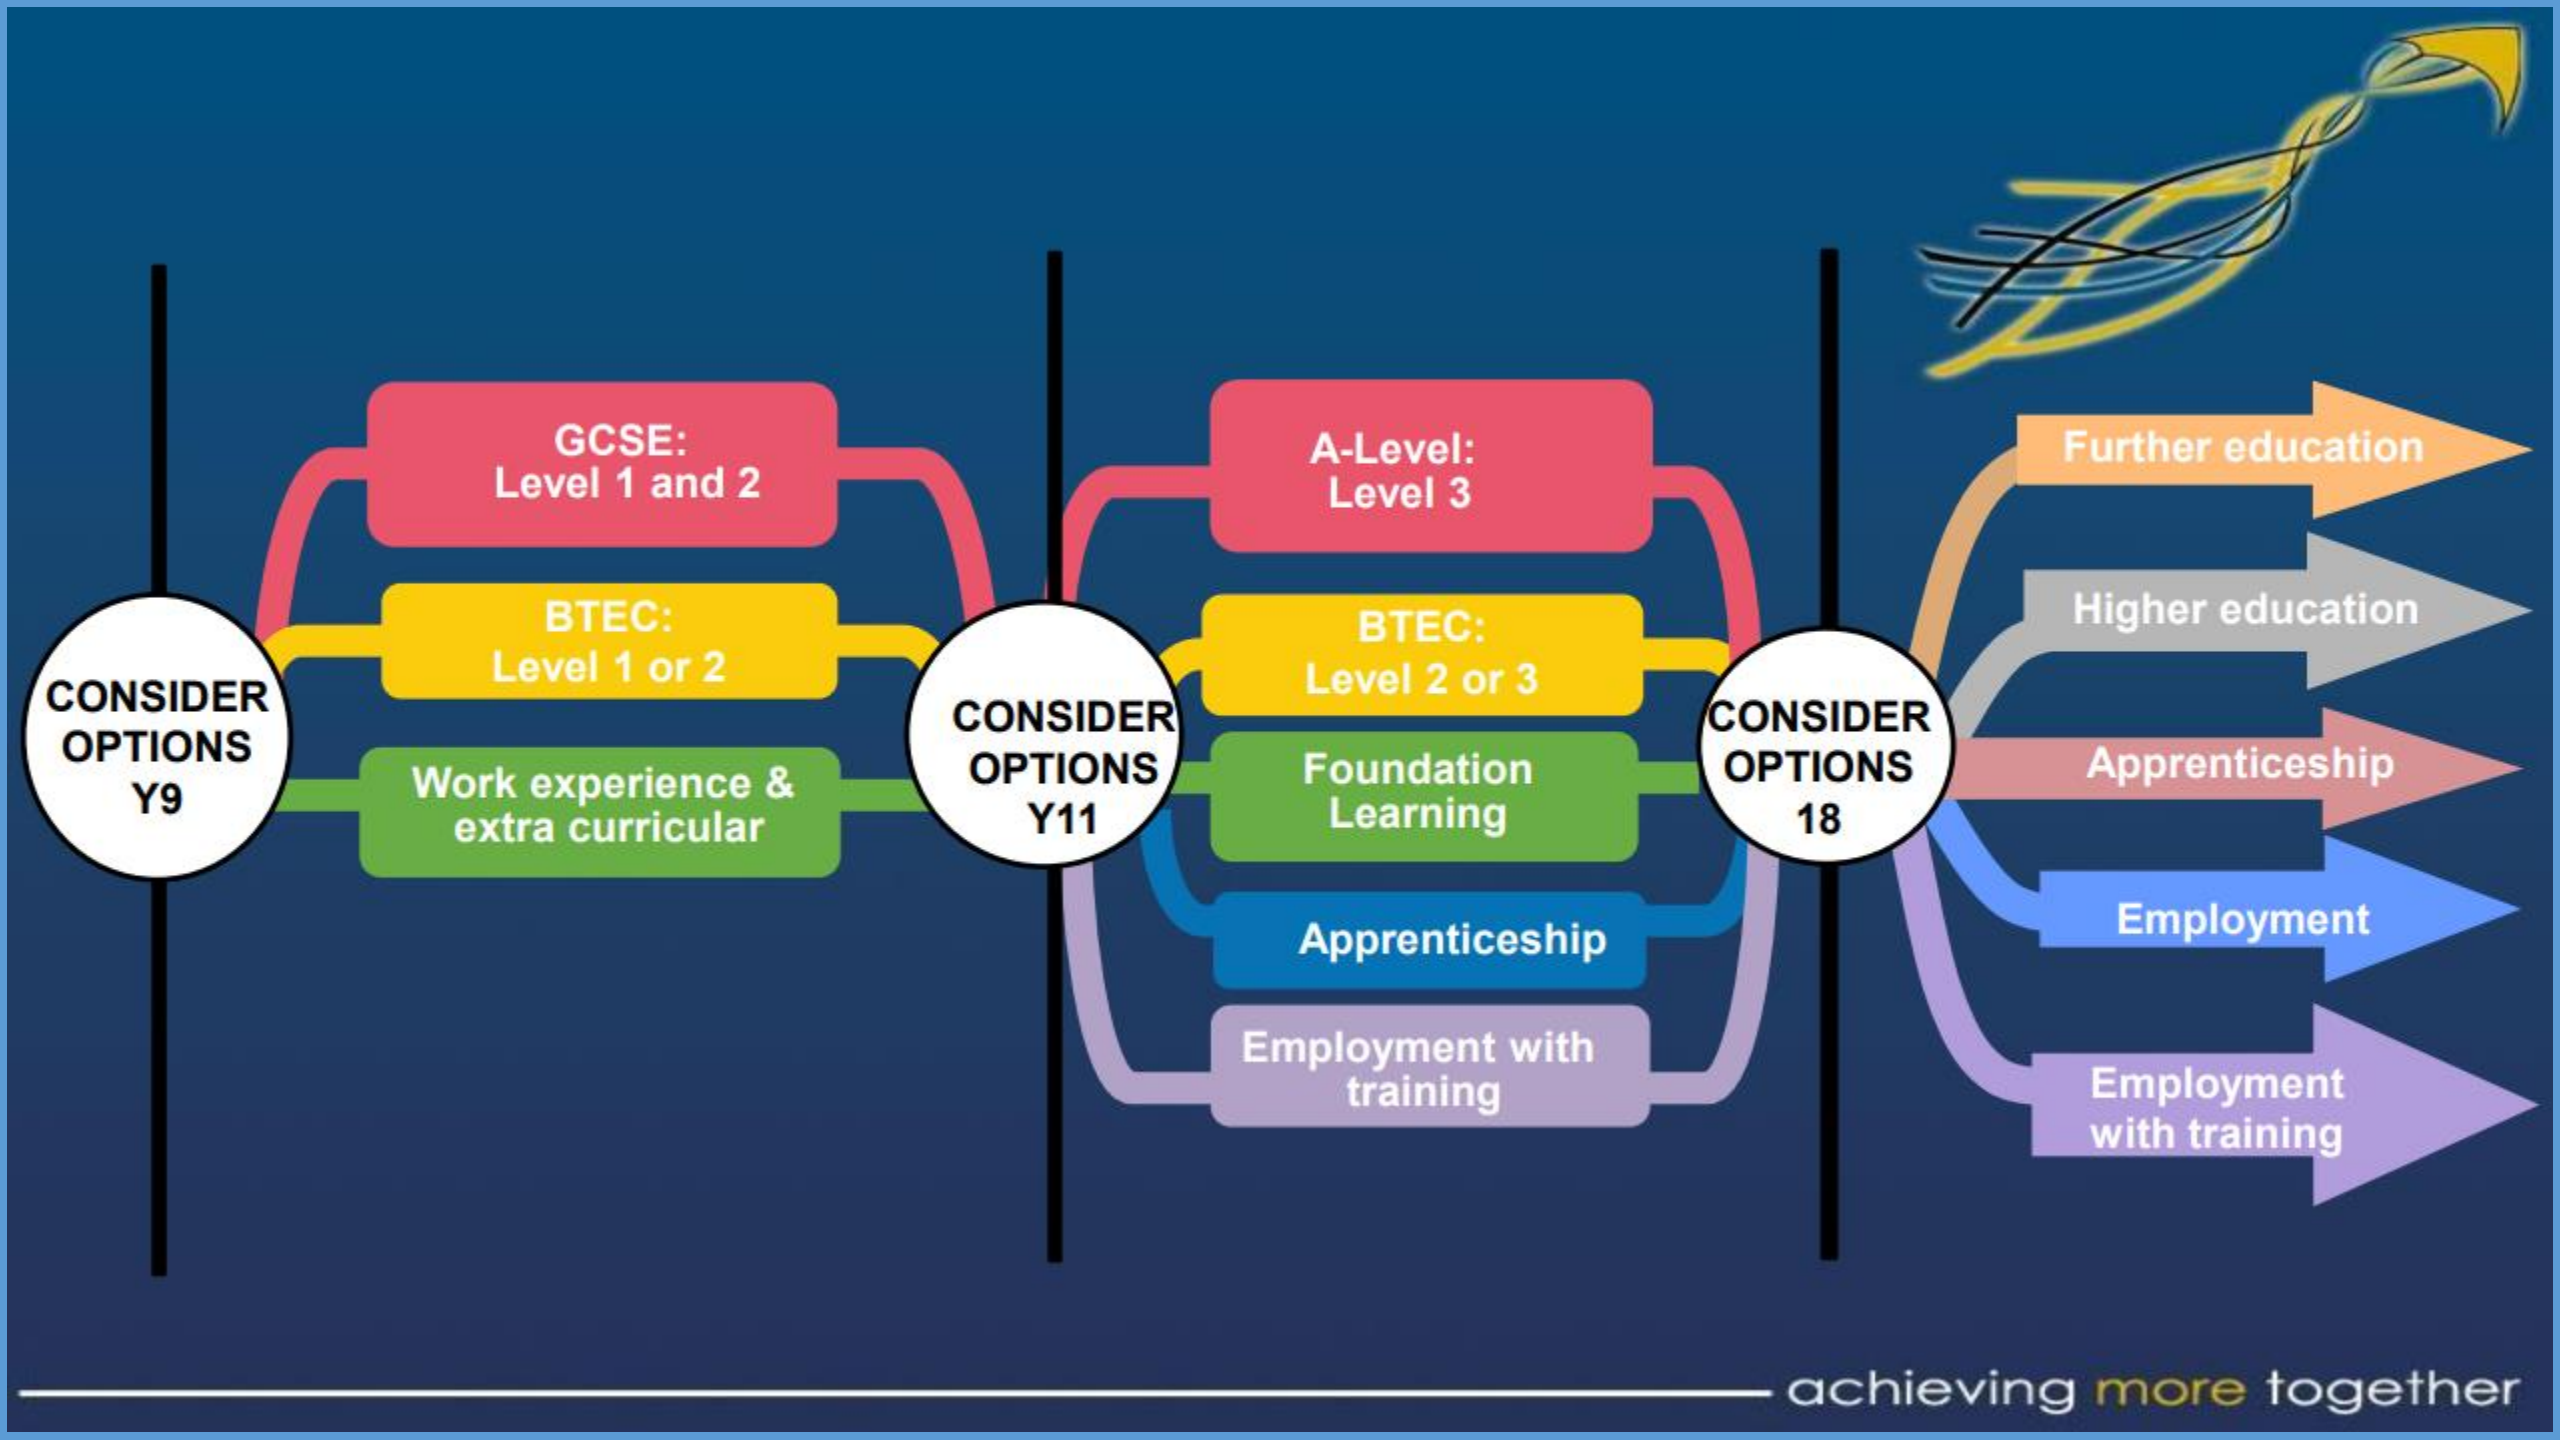 CONSIDER
OPTIONS
Y9
GCSE:
Level 1 and 2
BTEC:
Level 1 or 2
Work experience &
extra curricular
CONSIDER
OPTIONS
Y11
A-Level:
Level 3
BTEC:
Level 2 or 3
Foundation
Learning
Apprenticeship
Employment with
training
CONSIDER
OPTIONS
18
Further education
Higher education
Apprenticeship
Employment
Employment
with training
achieving more together